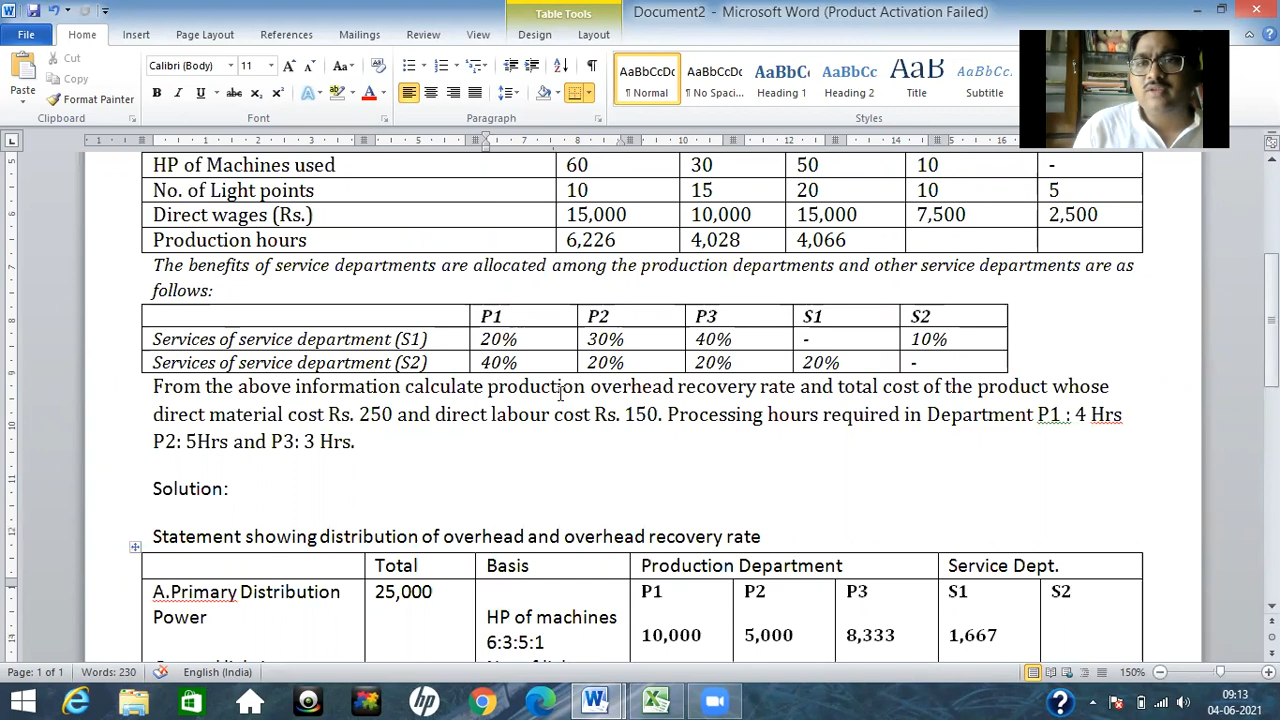 Table Tools
Document2 - Microsoft Word (Product Activation Failed)
File Home Insert Page Layout References Mailings Review View Design Layout
Paste
Cut
Copy
Format Painter
Clipboard
Calibri (Body) 11
Font
Paragraph
AaBbCcDc AaBbCcDc AaBbC AaBbCc AaB AaBbCc
¶ Normal ¶ No Spaci... Heading 1 Heading 2 Title Subtitle
Styles
HP of Machines used 60 30 50 10 -
No. of Light points 10 15 20 10 5
Direct wages (Rs.) 15,000 10,000 15,000 7,500 2,500
Production hours 6,226 4,028 4,066
The benefits of service departments are allocated among the production departments and other service departments are as
follows:
P1 P2 P3 S1 S2
Services of service department (S1) 20% 30% 40% - 10%
Services of service department (S2) 40% 20% 20% 20% -
From the above information calculate production overhead recovery rate and total cost of the product whose
direct material cost Rs. 250 and direct labour cost Rs. 150. Processing hours required in Department P1 : 4 Hrs
P2: 5Hrs and P3: 3 Hrs.
Solution:
Statement showing distribution of overhead and overhead recovery rate
Total Basis Production Department Service Dept.
A.Primary Distribution 25,000 P1 P2 P3 S1 S2
Power HP of machines
10,000 5,000 8,333 1,667
6:3:5:1
Page: 1 of 1 Words: 230 English (India) 150%
09:13
04-06-2021